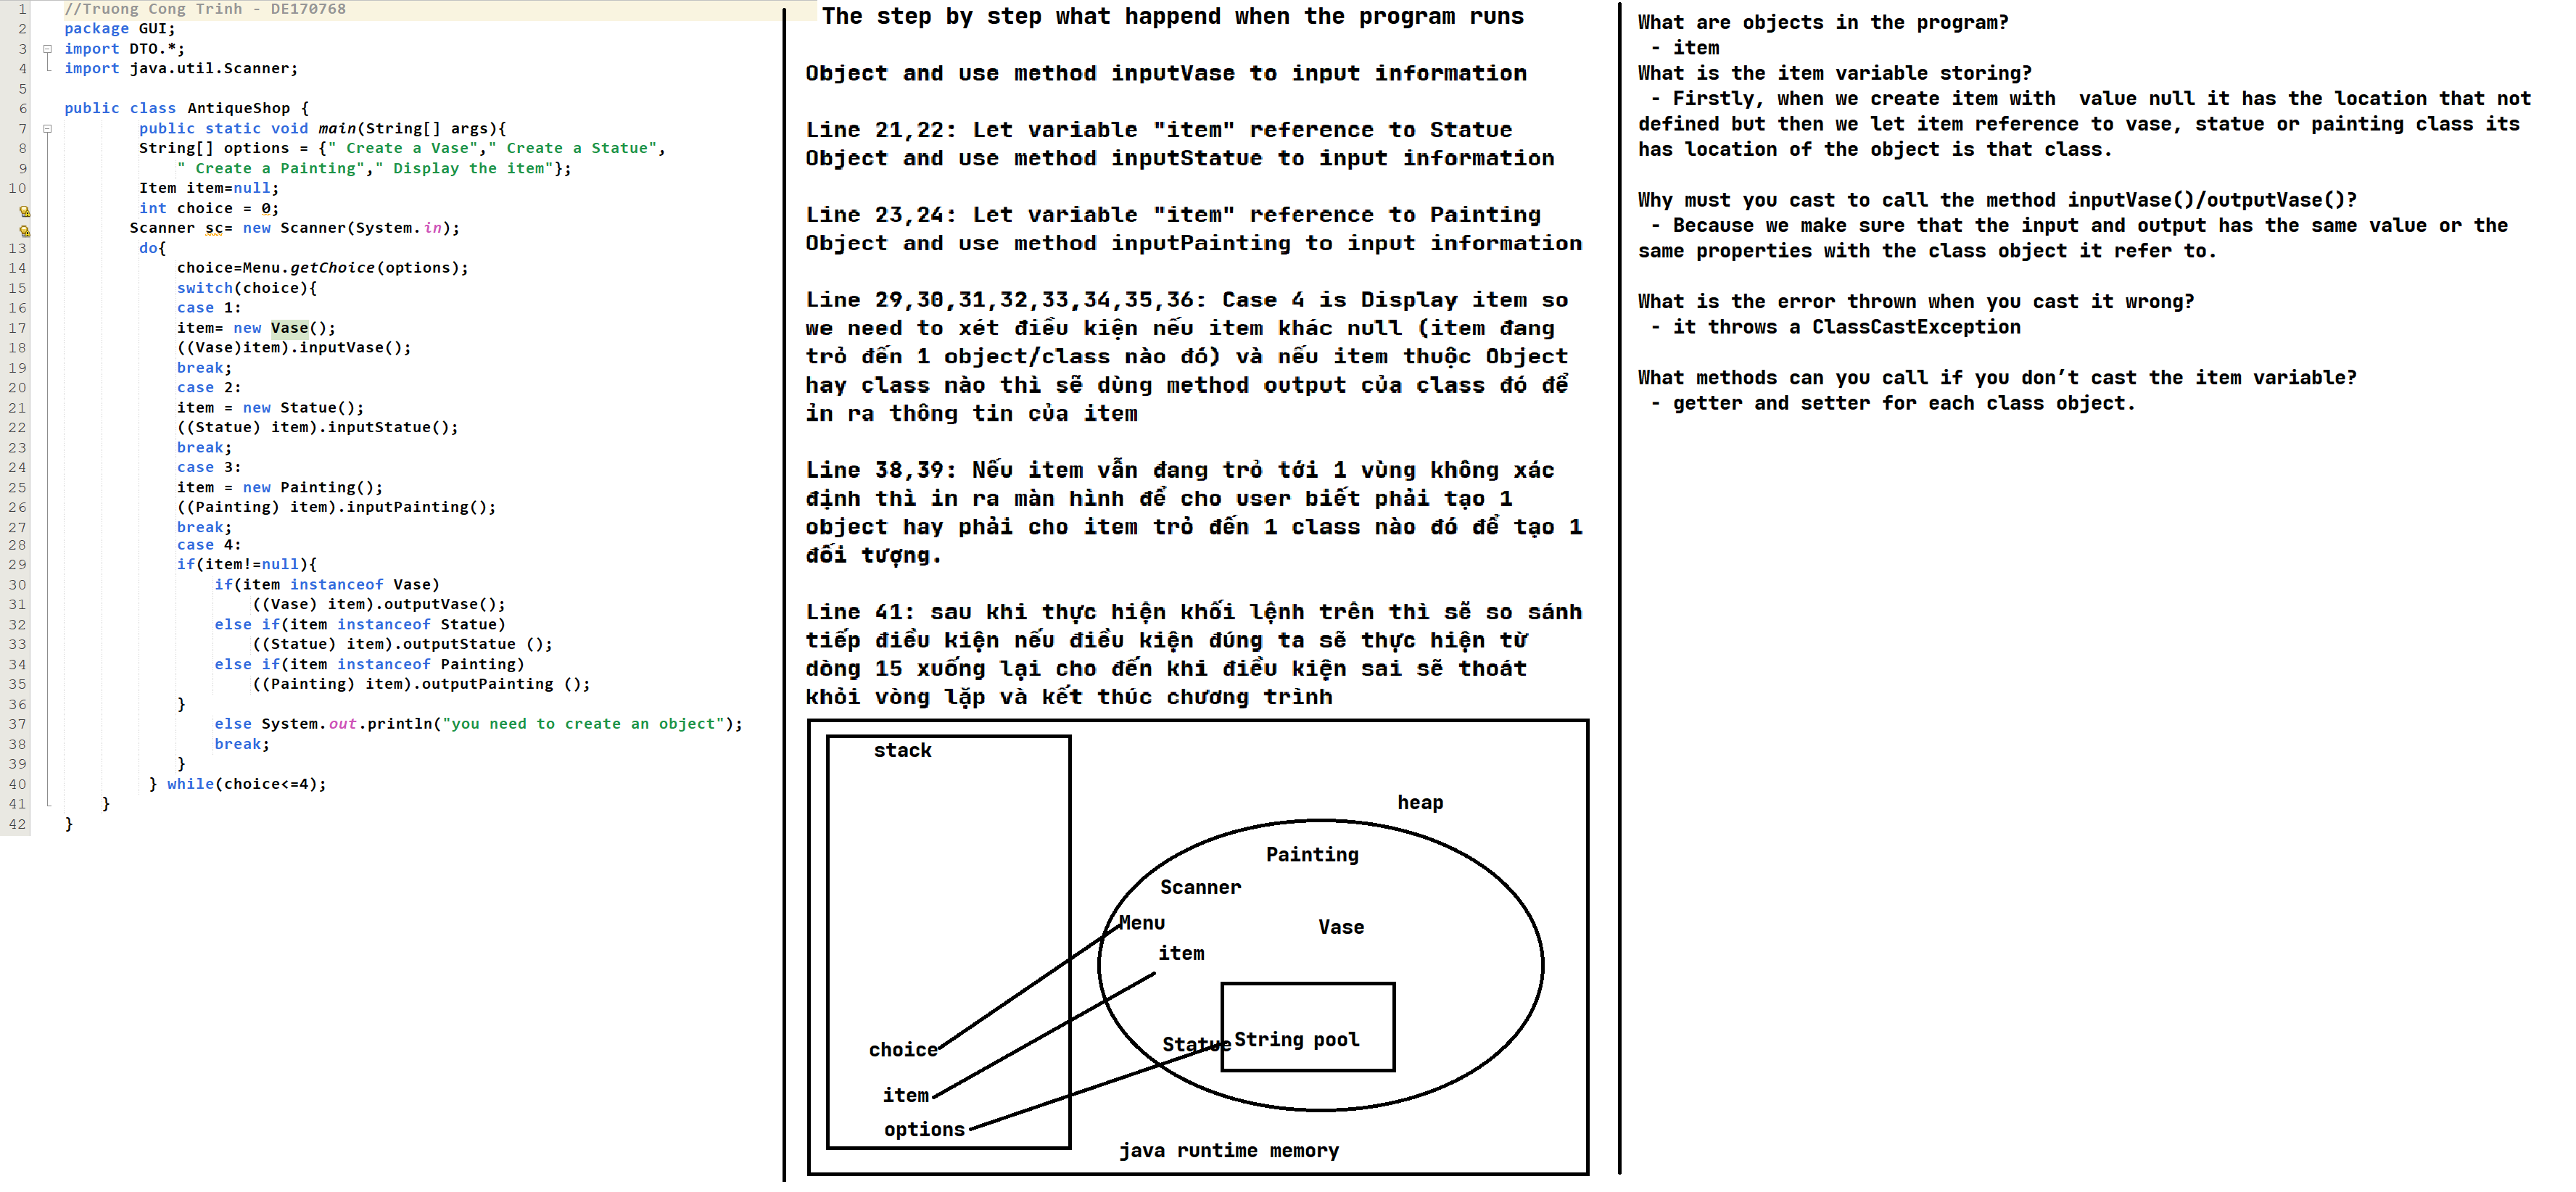 1 //Truong Cong Trinh - DE170768
2 package GUI;
3 import DTO.*;
4 import java.util.Scanner;
5
6 public class AntiqueShop {
7 public static void main(String[] args){
8 String[] options = {" Create a Vase"," Create a Statue",
9 " Create a Painting"," Display the item"};
10 Item item=null;
int choice = 0;
Scanner sc= new Scanner(System.in);
13 do{
14 choice=Menu.getChoice(options);
15 switch(choice){
16 case 1:
17 item= new Vase();
18 ((Vase)item).inputVase();
19 break;
20 case 2:
21 item = new Statue();
22 ((Statue) item).inputStatue();
23 break;
24 case 3:
25 item = new Painting();
26 ((Painting) item).inputPainting();
27 break;
28 case 4:
29 if(item!=null){
30 if(item instanceof Vase)
31 ((Vase) item).outputVase();
32 else if(item instanceof Statue)
33 ((Statue) item).outputStatue ();
34 else if(item instanceof Painting)
35 ((Painting) item).outputPainting ();
36 }
37 else System.out.println("you need to create an object");
38 break;
39 }
40 } while(choice<=4);
41 }
42 }
The step by step what happend when the program runs
Object and use method inputVase to input information
Line 21,22: Let variable "item" reference to Statue
Object and use method inputStatue to input information
Line 23,24: Let variable "item" reference to Painting
Object and use method inputPainting to input information
Line 29,30,31,32,33,34,35,36: Case 4 is Display item so
we need to xét điều kiện nếu item khác null (item đang
trỏ đến 1 object/class nào đó) và nếu item thuộc Object
hay class nào thì sẽ dùng method output của class đó để
in ra thông tin của item
Line 38,39: Nếu item vẫn đang trỏ tới 1 vùng không xác
định thì in ra màn hình để cho user biết phải tạo 1
object hay phải cho item trỏ đến 1 class nào đó để tạo 1
đối tượng.
Line 41: sau khi thực hiện khối lệnh trên thì sẽ so sánh
tiếp điều kiện nếu điều kiện đúng ta sẽ thực hiện từ
dòng 15 xuống lại cho đến khi điều kiện sai sẽ thoát
khỏi vòng lặp và kết thúc chương trình
stack
heap
Painting
Scanner
Menu
Vase
item
String pool
Statue
choice
item
options
java runtime memory
What are objects in the program?
- item
What is the item variable storing?
- Firstly, when we create item with value null it has the location that not
defined but then we let item reference to vase, statue or painting class its
has location of the object is that class.
Why must you cast to call the method inputVase()/outputVase()?
- Because we make sure that the input and output has the same value or the
same properties with the class object it refer to.
What is the error thrown when you cast it wrong?
- it throws a ClassCastException
What methods can you call if you don’t cast the item variable?
- getter and setter for each class object.